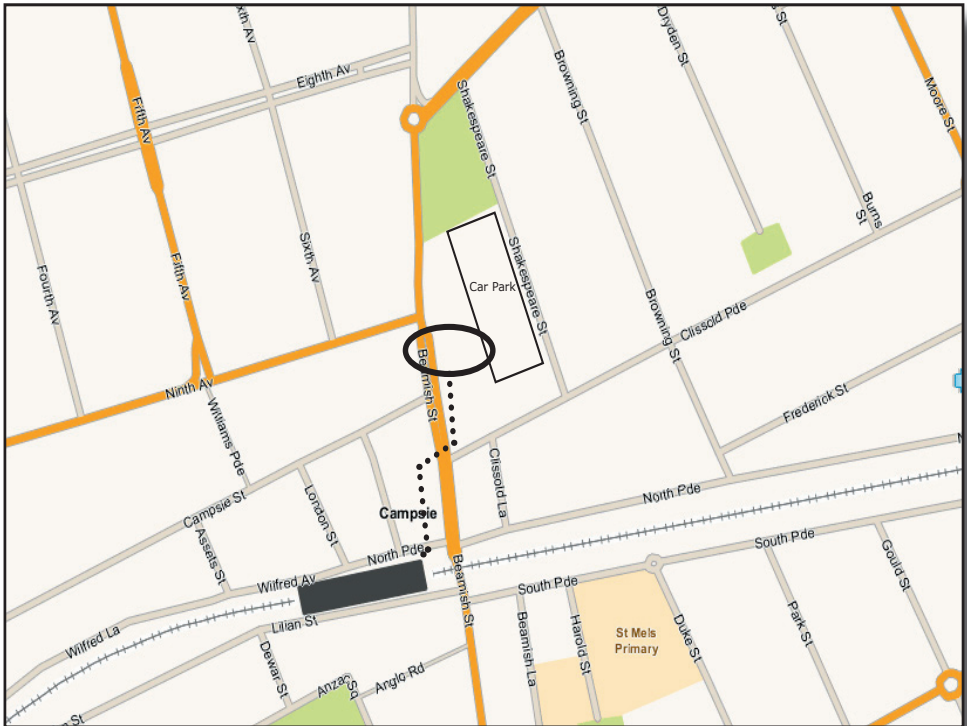 xth Av
Dryden St
St
Eighth Av
Browning St
Moore St
Fifth Av
Shakespeare St
Burns
St
Sixth Av
Fifth Av
Fourth Av
Shakespeare St
Car Park
Browning St
Clissold Pde
Beamish St
Ninth Av
Williams Pde
Frederick St
Clissold La
N
North Pde
Campsie St
London St
Campsie
Assets St
North Pde
South Pde
Gould St
Wilfred Av
Beamish St
South Pde
Lilian St
Beamish La
Harold St
St Mels
Primary
Duke St
Park St
Wilfred La
Dewar St
Anzac
Sq
Anglo Rd
n St